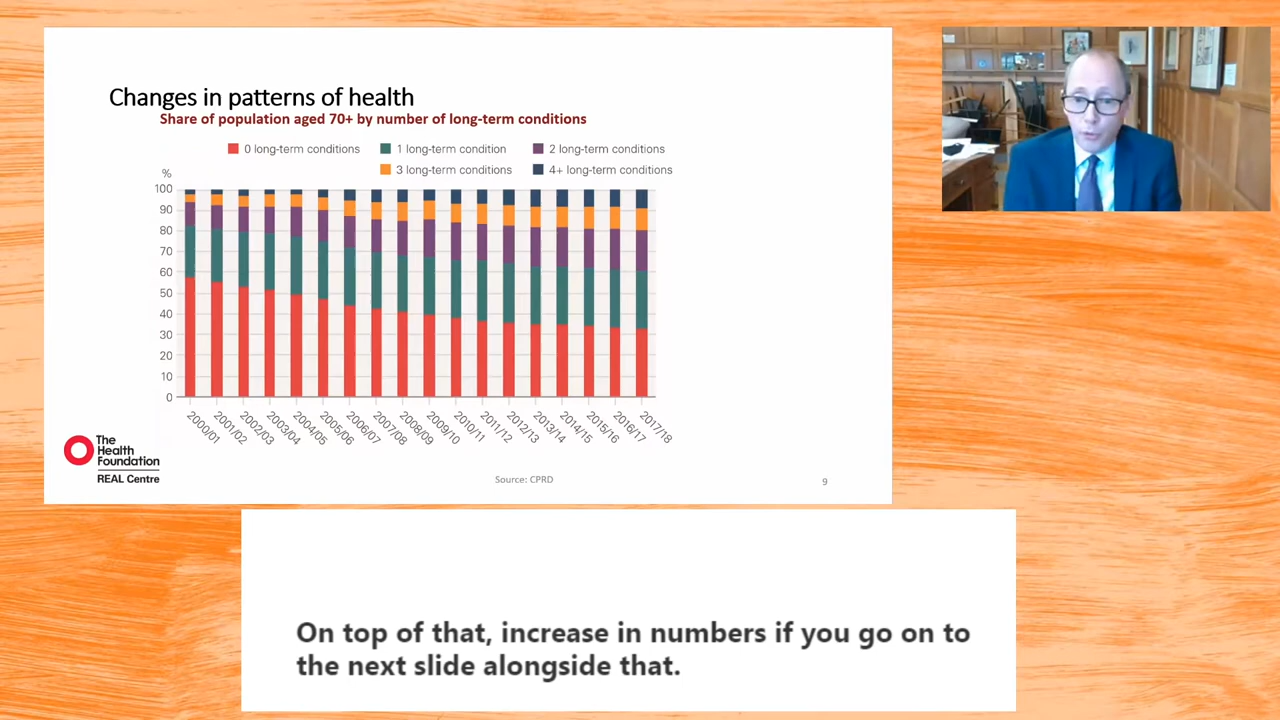 Changes in patterns of health
Share of population aged 70+ by number of long-term conditions
0 long-term conditions
1 long-term condition
2 long-term conditions
3 long-term conditions
4+ long-term conditions
%
100
90
80
70
60
50
40
30
20
10
0
2000/01
2001/02
2002/03
2003/04
2004/05
2005/06
2006/07
2007/08
2008/09
2009/10
2010/11
2011/12
2012/13
2013/14
2014/15
2015/16
2016/17
2017/18
The
Health
Foundation
REAL Centre
Source: CPRD
9
On top of that, increase in numbers if you go on to
the next slide alongside that.